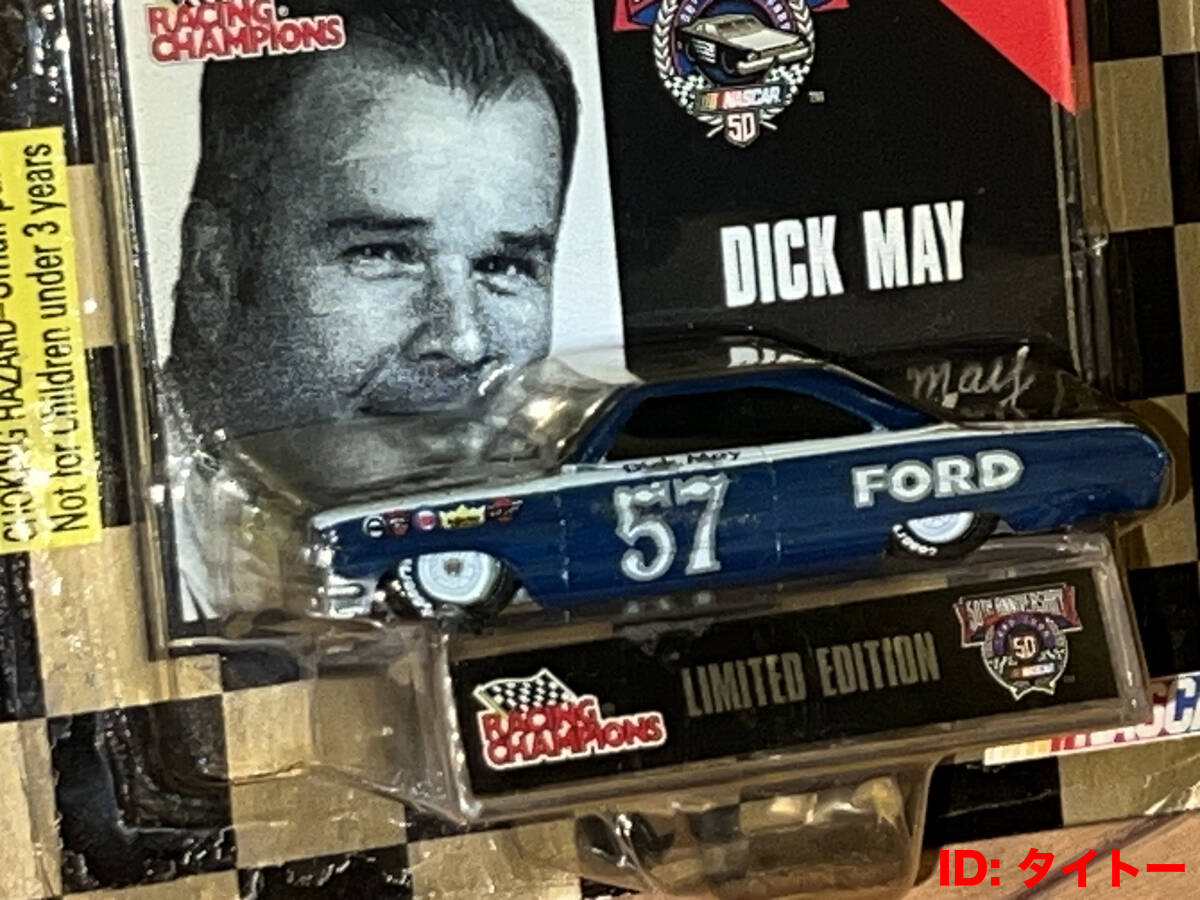 RACING
CHAMPIONS
NASCAR
50
DICK MAY
CHOKING HAZARD-Small
Not for Children under 3 years
May
Dick May
57
FORD
RACING
CHAMPIONS
LIMITED EDITION
50TH ANNIVERSARY
50
NASCAR
ID: タイトー